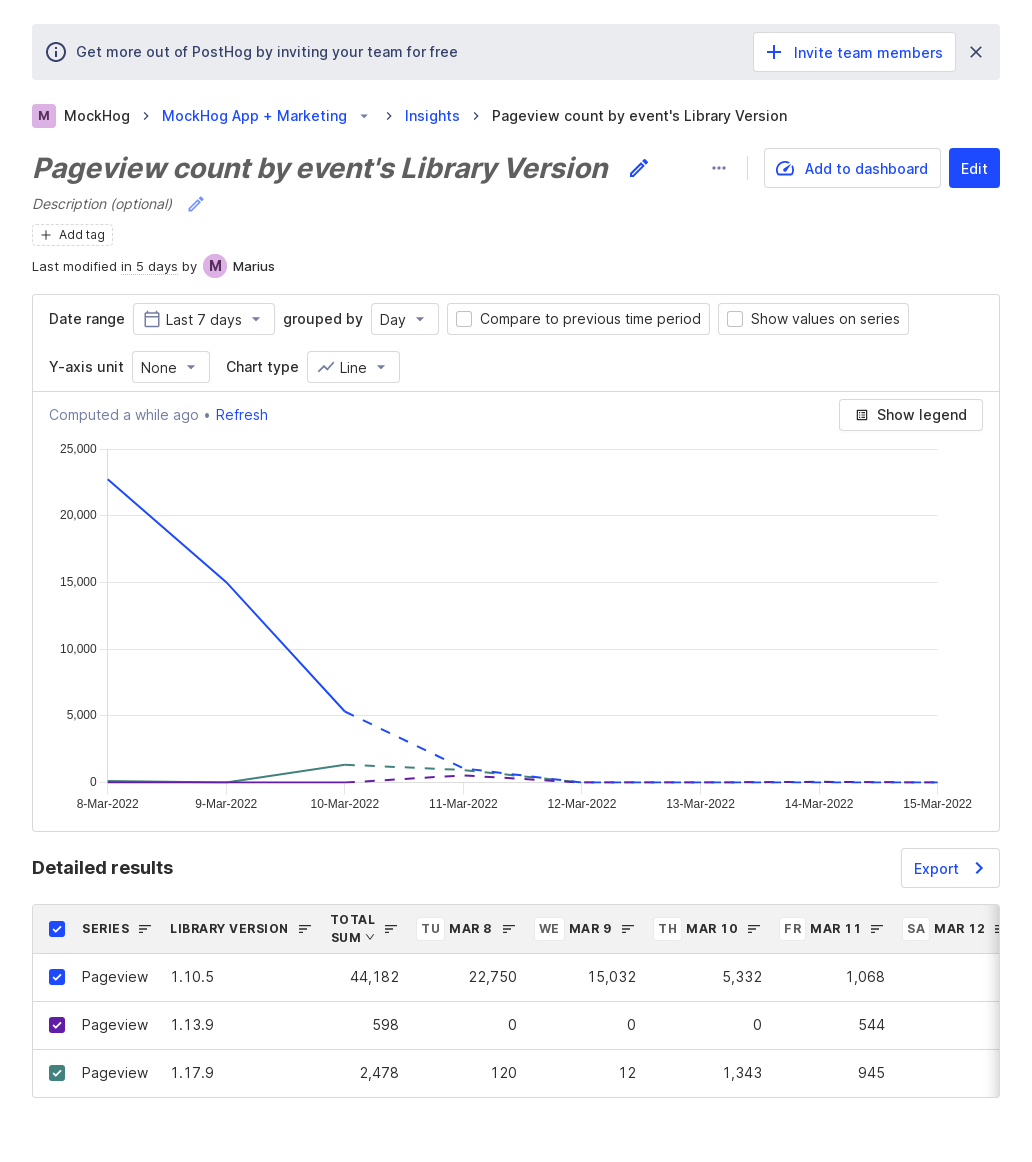 Get more out of PostHog by inviting your team for free
Invite team members
M MockHog MockHog App + Marketing Insights Pageview count by event's Library Version
Pageview count by event's Library Version
Add to dashboard
Edit
Description (optional)
Add tag
Last modified in 5 days by M Marius
Date range Last 7 days grouped by Day Compare to previous time period Show values on series
Y-axis unit None Chart type Line
Computed a while ago • Refresh
Show legend
25,000
20,000
15,000
10,000
5,000
0
8-Mar-2022 9-Mar-2022 10-Mar-2022 11-Mar-2022 12-Mar-2022 13-Mar-2022 14-Mar-2022 15-Mar-2022
Detailed results
Export
SERIES LIBRARY VERSION TOTAL SUM TU MAR 8 WE MAR 9 TH MAR 10 FR MAR 11 SA MAR 12
Pageview 1.10.5 44,182 22,750 15,032 5,332 1,068
Pageview 1.13.9 598 0 0 0 544
Pageview 1.17.9 2,478 120 12 1,343 945